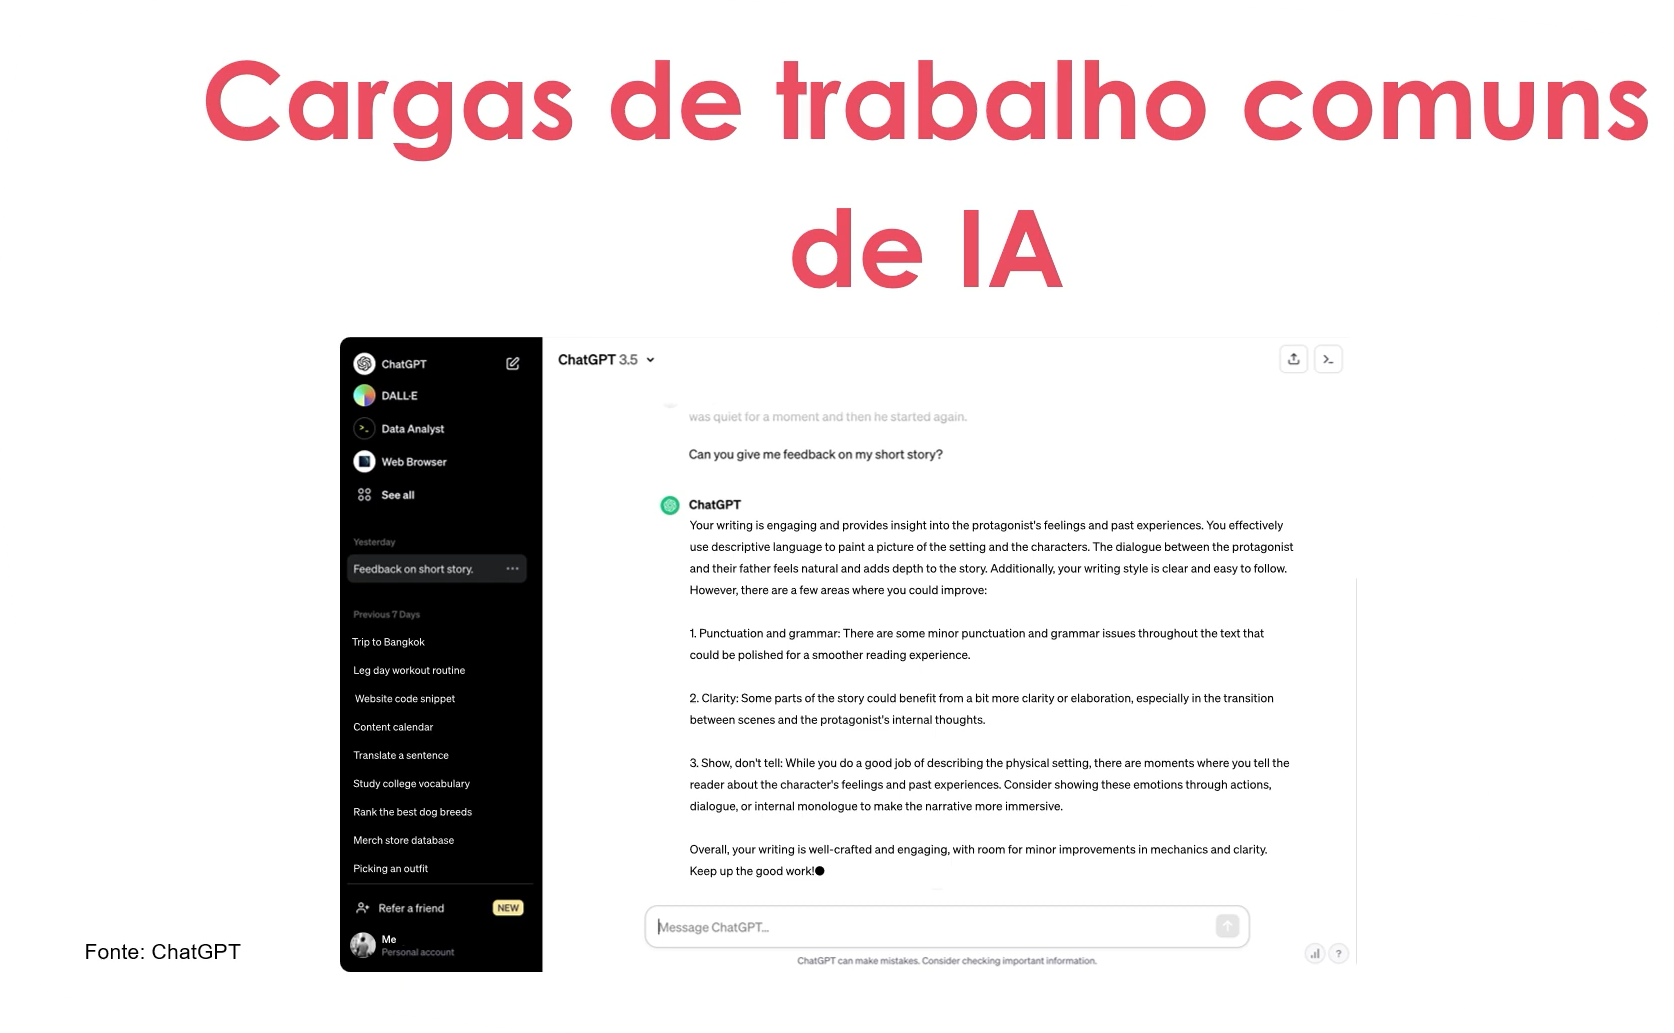 Cargas de trabalho comuns
de IA
ChatGPT
DALL·E
Data Analyst
Web Browser
See all
Yesterday
Feedback on short story.
Previous 7 Days
Trip to Bangkok
Leg day workout routine
Website code snippet
Content calendar
Translate a sentence
Study college vocabulary
Rank the best dog breeds
Merch store database
Picking an outfit
Refer a friend NEW
Me
Personal account
ChatGPT 3.5
was quiet for a moment and then he started again.
Can you give me feedback on my short story?
ChatGPT
Your writing is engaging and provides insight into the protagonist's feelings and past experiences. You effectively
use descriptive language to paint a picture of the setting and the characters. The dialogue between the protagonist
and their father feels natural and adds depth to the story. Additionally, your writing style is clear and easy to follow.
However, there are a few areas where you could improve:
1. Punctuation and grammar: There are some minor punctuation and grammar issues throughout the text that
could be polished for a smoother reading experience.
2. Clarity: Some parts of the story could benefit from a bit more clarity or elaboration, especially in the transition
between scenes and the protagonist's internal thoughts.
3. Show, don't tell: While you do a good job of describing the physical setting, there are moments where you tell the
reader about the character's feelings and past experiences. Consider showing these emotions through actions,
dialogue, or internal monologue to make the narrative more immersive.
Overall, your writing is well-crafted and engaging, with room for minor improvements in mechanics and clarity.
Keep up the good work!
Message ChatGPT...
ChatGPT can make mistakes. Consider checking important information.
?
Fonte: ChatGPT